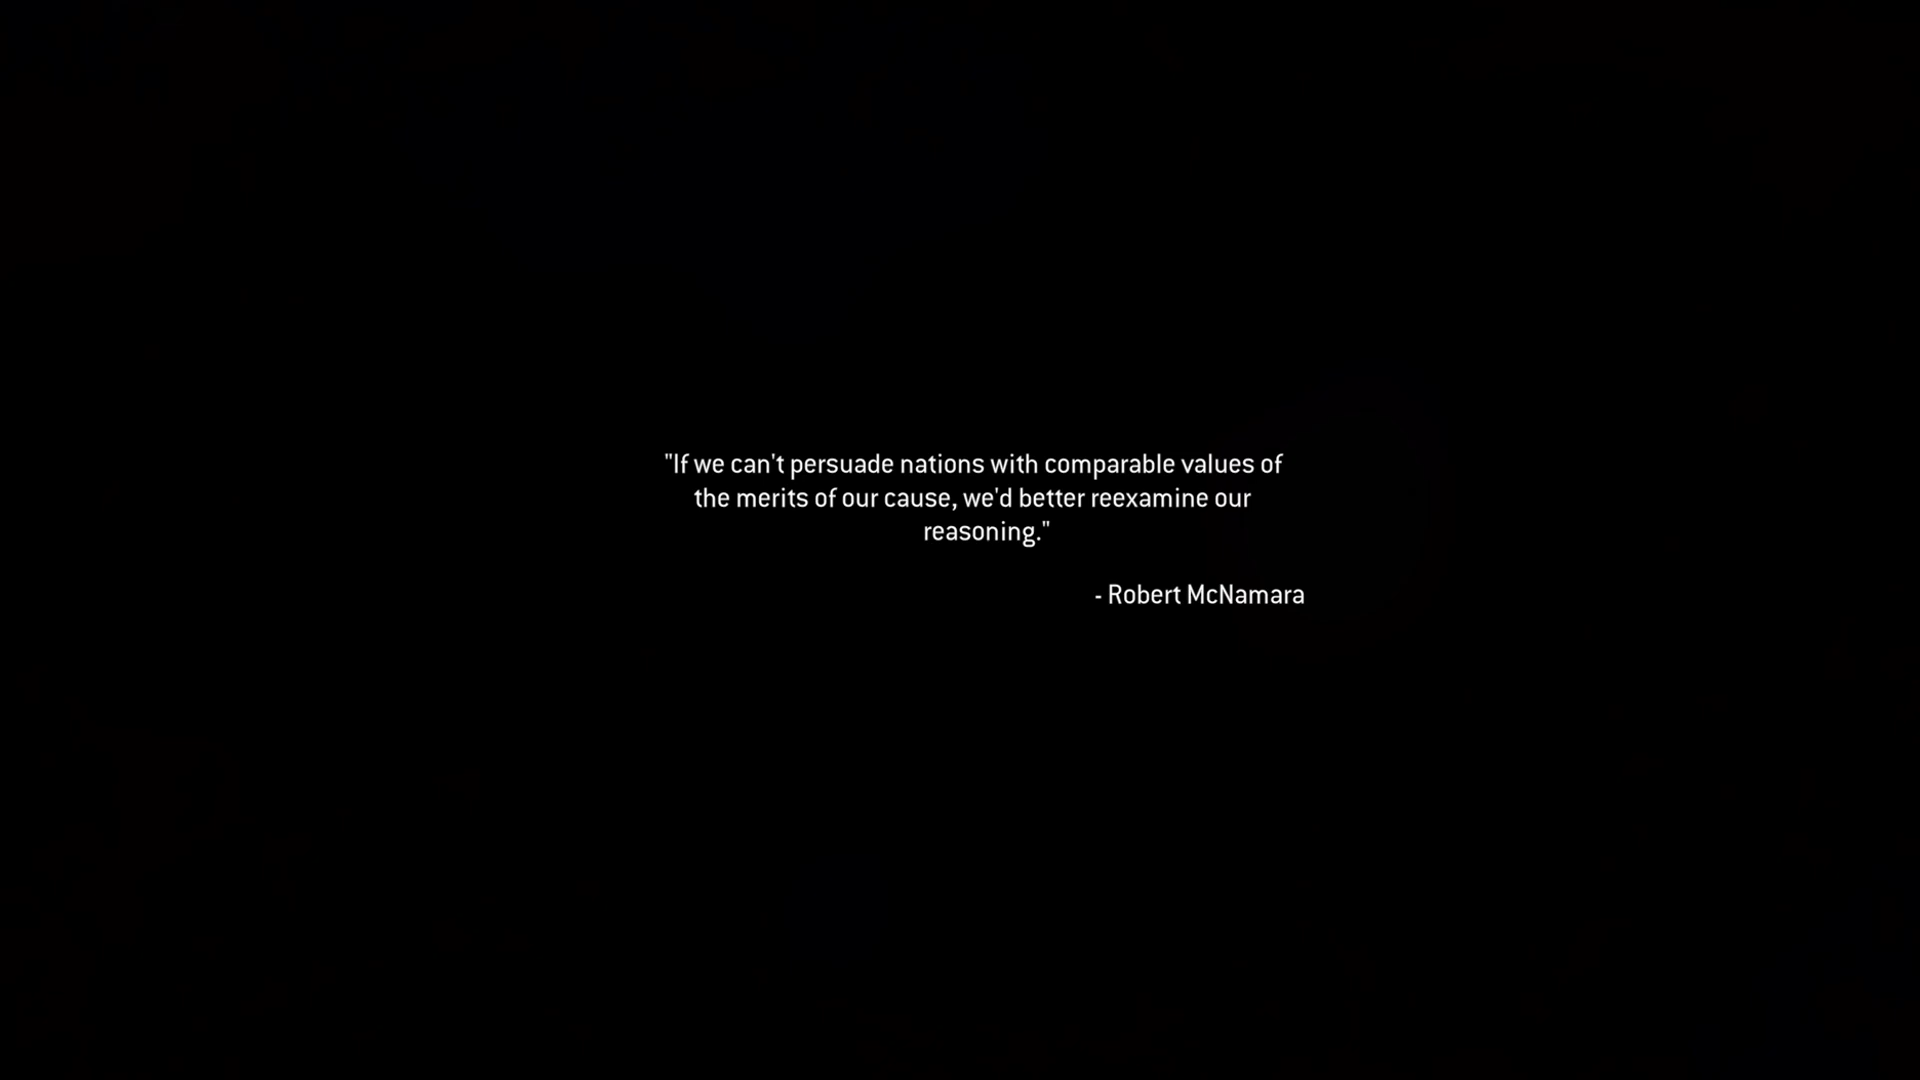 "If we can't persuade nations with comparable values of
the merits of our cause, we'd better reexamine our
reasoning."
- Robert McNamara